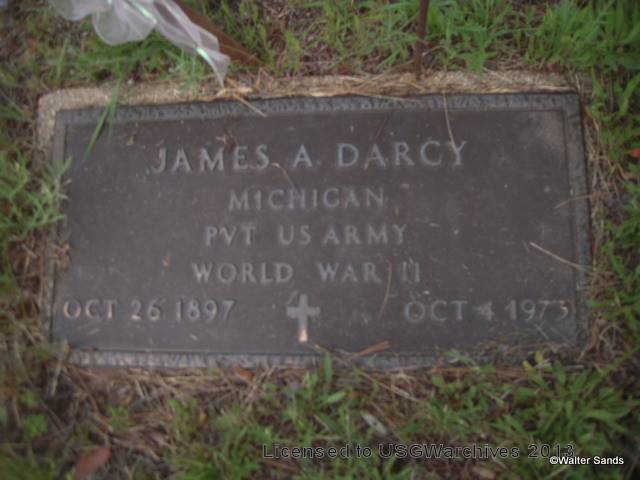 JAMES A DARCY
MICHIGAN
PVT US ARMY
WORLD WAR II
OCT 26 1897 OCT 4 1973
Licensed to USGWarchives 2013
©Walter Sands